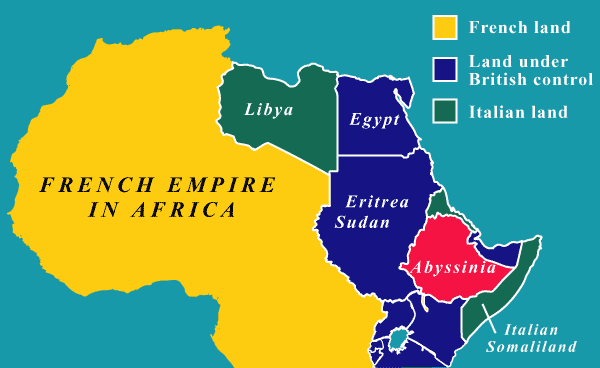 French land
Land under
British control
Italian land
Libya
Egypt
FRENCH EMPIRE
IN AFRICA
Eritrea
Sudan
Abyssinia
Italian
Somaliland